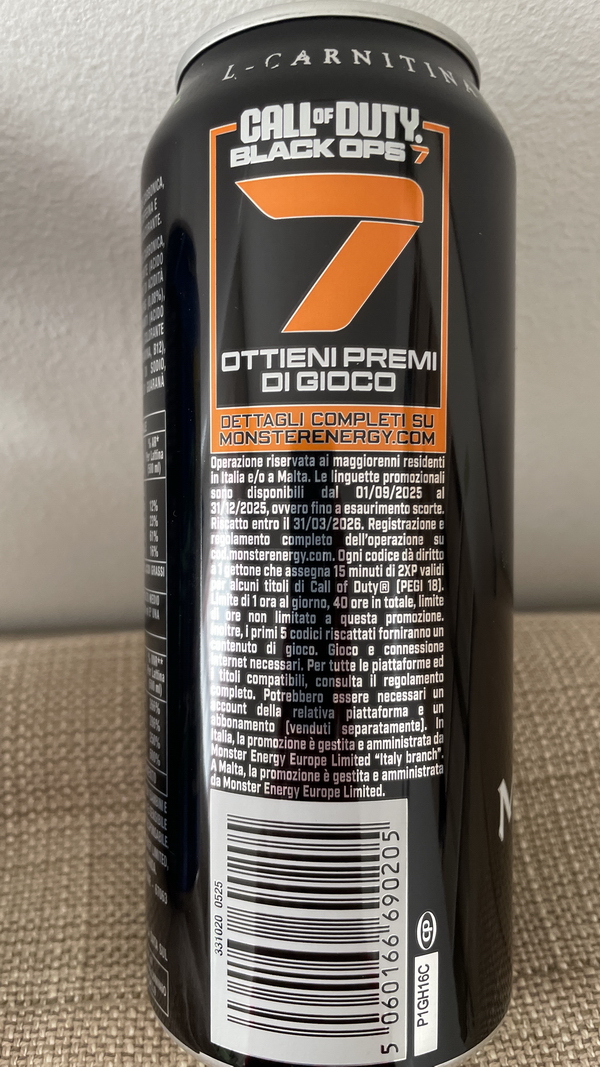 L-CARNITINA
CALL OF DUTY®
BLACK OPS 7
7
OTTIENI PREMI
DI GIOCO
DETTAGLI COMPLETI SU
MONSTERENERGY.COM
Operazione riservata ai maggiorenni residenti
in Italia e/o a Malta. Le linguette promozionali
sono disponibili dal 01/09/2025 al
31/12/2025, ovvero fino a esaurimento scorte.
Riscatto entro il 31/03/2026. Registrazione e
regolamento completo dell'operazione su
cod.monsterenergy.com. Ogni codice dà diritto
a 1 gettone che assegna 15 minuti di 2XP validi
per alcuni titoli di Call of Duty® (PEGI 18).
Limite di 1 ora al giorno, 40 ore in totale, limite
di ore non limitato a questa promozione.
Inoltre, i primi 5 codici riscattati forniranno un
contenuto di gioco. Gioco e connessione
Internet necessari. Per tutte le piattaforme ed
i titoli compatibili, consulta il regolamento
completo. Potrebbero essere necessari un
account della relativa piattaforma e un
abbonamento (venduti separatamente). In
Italia, la promozione è gestita e amministrata da
Monster Energy Europe Limited "Italy branch".
A Malta, la promozione è gestita e amministrata
da Monster Energy Europe Limited.
331020 0525
5 060166 690205
P1GH16C